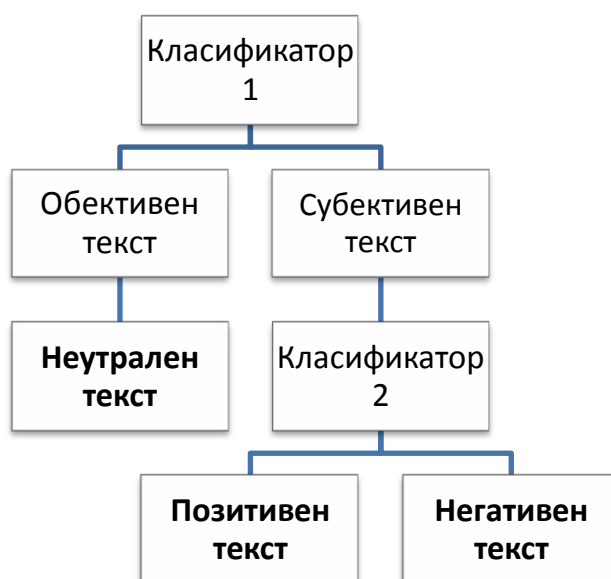 Класификатор
1
Обективен
текст
Субективен
текст
Неутрален
текст
Класификатор
2
Позитивен
текст
Негативен
текст